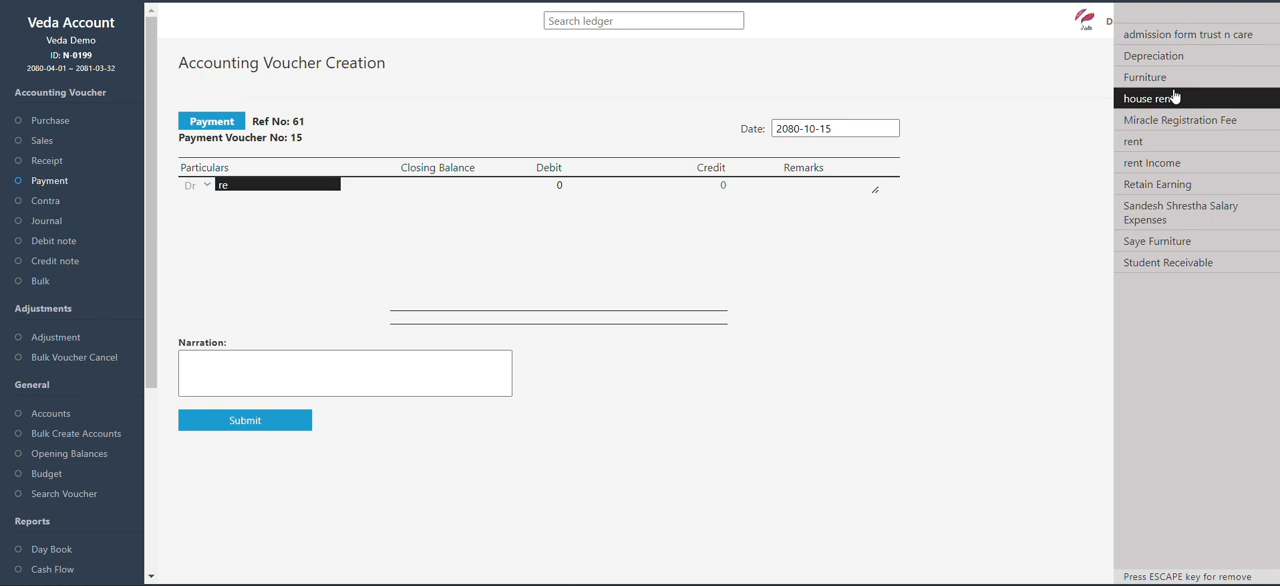 Veda Account
Veda Demo
ID: N-0199
2080-04-01 ~ 2081-03-32
Accounting Voucher
Purchase
Sales
Receipt
Payment
Contra
Journal
Debit note
Credit note
Bulk
Adjustments
Adjustment
Bulk Voucher Cancel
General
Accounts
Bulk Create Accounts
Opening Balances
Budget
Search Voucher
Reports
Day Book
Cash Flow
Search ledger
Veda
D
Accounting Voucher Creation
Payment Ref No: 61
Payment Voucher No: 15
Date: 2080-10-15
Particulars Closing Balance Debit Credit Remarks
Dr re 0 0
Narration:
Submit
admission form trust n care
Depreciation
Furniture
house rent
Miracle Registration Fee
rent
rent Income
Retain Earning
Sandesh Shrestha Salary
Expenses
Saye Furniture
Student Receivable
Press ESCAPE key for remove